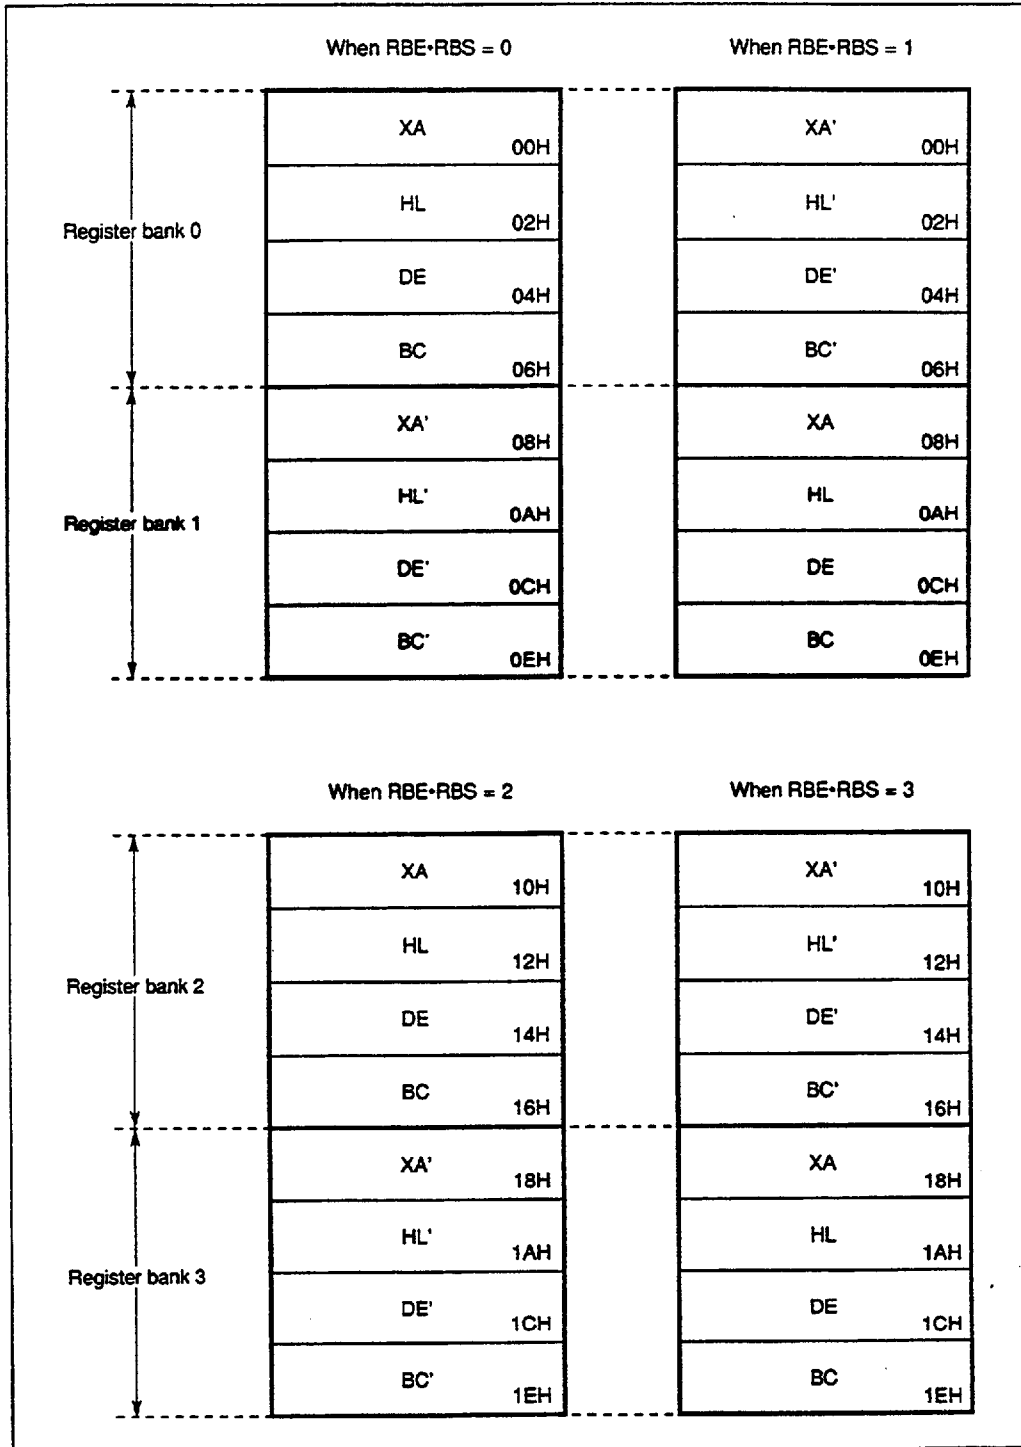 When RBE•RBS = 0
When RBE•RBS = 1
Register bank 0
XA 00H
HL 02H
DE 04H
BC 06H
XA' 00H
HL' 02H
DE' 04H
BC' 06H
Register bank 1
XA' 08H
HL' 0AH
DE' 0CH
BC' 0EH
XA 08H
HL 0AH
DE 0CH
BC 0EH
When RBE•RBS = 2
When RBE•RBS = 3
Register bank 2
XA 10H
HL 12H
DE 14H
BC 16H
XA' 10H
HL' 12H
DE' 14H
BC' 16H
Register bank 3
XA' 18H
HL' 1AH
DE' 1CH
BC' 1EH
XA 18H
HL 1AH
DE 1CH
BC 1EH